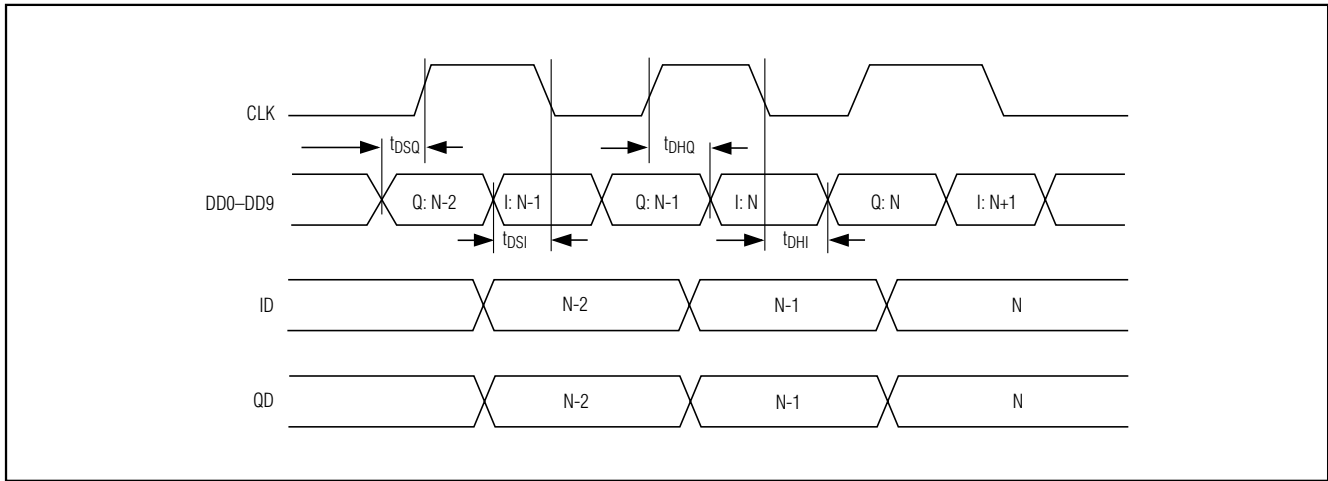 CLK
tDSQ
tDHQ
DD0–DD9
Q: N-2
I: N-1
Q: N-1
I: N
Q: N
I: N+1
tDSI
tDHI
ID
N-2
N-1
N
QD
N-2
N-1
N